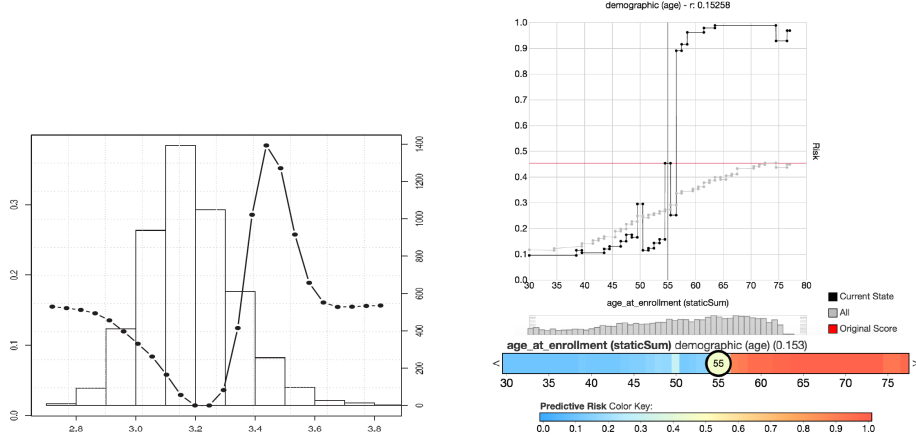 demographic (age) - r: 0.15258
1.0
0.9
0.8
0.7
0.6
0.5
0.4
0.3
0.2
0.1
0.0
Risk
30 35 40 45 50 55 60 65 70 75 80
age_at_enrollment (staticSum)
Current State
All
Original Score
age_at_enrollment (staticSum) demographic (age) (0.153)
< 55 >
30 35 40 45 50 60 65 70 75
Predictive Risk Color Key:
0.0 0.1 0.2 0.3 0.4 0.5 0.6 0.7 0.8 0.9 1.0
0.3
0.2
0.1
0.0
1400
1200
1000
800
600
400
200
0
2.8 3.0 3.2 3.4 3.6 3.8